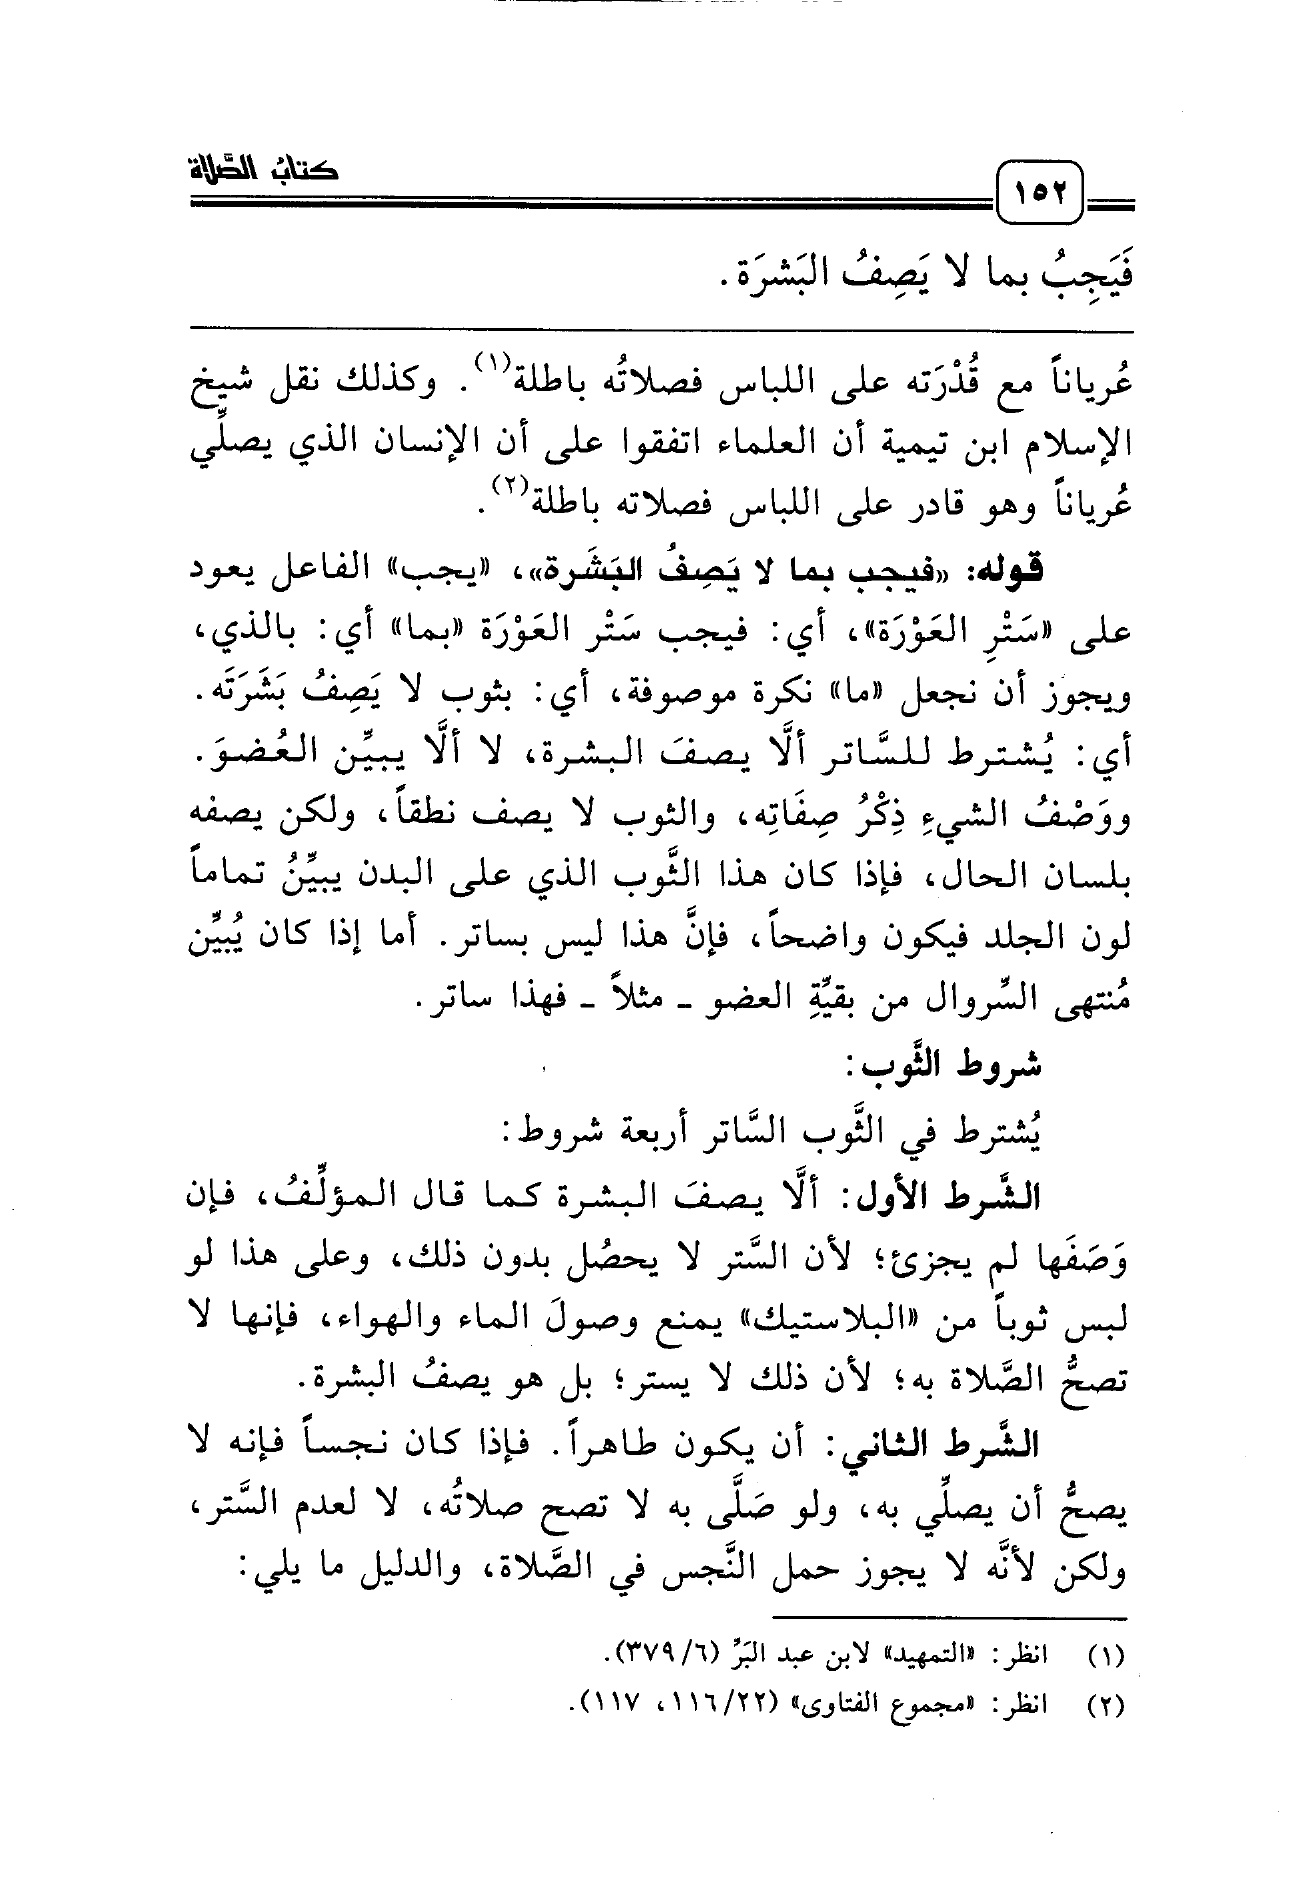 كتاب الصَّلاة
١٥٢
فَيَجِبُ بما لا يَصِفُ البَشرَة.
عُرياناً مع قُدْرَته على اللباس فصلاتُه باطلة(١). وكذلك نقل شيخ
الإسلام ابن تيمية أن العلماء اتفقوا على أن الإنسان الذي يصلِّي
عُرياناً وهو قادر على اللباس فصلاته باطلة(٢).
قوله: «فيجب بما لا يَصِفُ البَشَرة»، «يجب» الفاعل يعود
على «سَتْرِ العَوْرَة»، أي: فيجب سَتْر العَوْرَة «بما» أي: بالذي،
ويجوز أن نجعل «ما» نكرة موصوفة، أي: بثوب لا يَصِفُ بَشَرَتَه.
أي: يُشترط للسَّاتر ألَّا يصفَ البشرة، لا ألَّا يبيِّن العُضوَ.
ووَصْفُ الشيءِ ذِكْرُ صِفَاتِه، والثوب لا يصف نطقاً، ولكن يصفه
بلسان الحال، فإذا كان هذا الثَّوب الذي على البدن يبيِّنُ تماماً
لون الجلد فيكون واضحاً، فإنَّ هذا ليس بساتر. أما إذا كان يُبيِّن
مُنتهى السِّروال من بقيَّةِ العضو ـ مثلاً ـ فهذا ساتر.
شروط الثَّوب:
يُشترط في الثَّوب السَّاتر أربعة شروط:
الشَّرط الأول: ألَّا يصفَ البشرة كما قال المؤلِّفُ، فإن
وَصَفَها لم يجزئ؛ لأن السَّتر لا يحصُل بدون ذلك، وعلى هذا لو
لبس ثوباً من «البلاستيك» يمنع وصولَ الماء والهواء، فإنها لا
تصحُّ الصَّلاة به؛ لأن ذلك لا يستر؛ بل هو يصفُ البشرة.
الشَّرط الثاني: أن يكون طاهراً. فإذا كان نجساً فإنه لا
يصحُّ أن يصلِّي به، ولو صَلَّى به لا تصح صلاتُه، لا لعدم السَّتر،
ولكن لأنَّه لا يجوز حمل النَّجس في الصَّلاة، والدليل ما يلي:
(١) انظر: «التمهيد» لابن عبد البَرِّ (٦/ ٣٧٩).
(٢) انظر: «مجموع الفتاوى» (٢٢/ ١١٦، ١١٧).